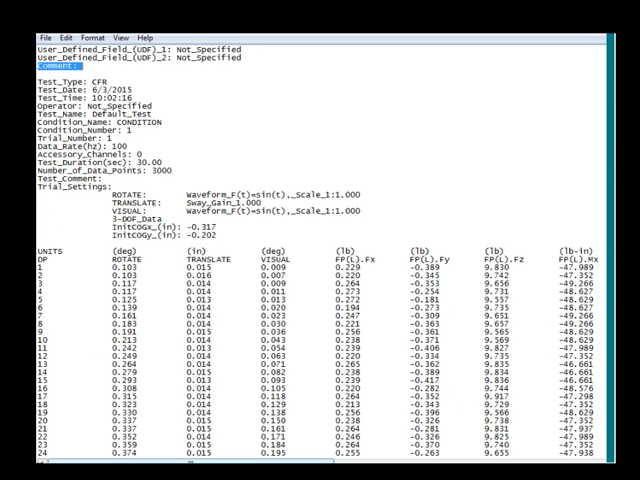 File Edit Format View Help
User_Defined_Field_(UDF)_1: Not_Specified
User_Defined_Field_(UDF)_2: Not_Specified
Comment:
Test_Type: CFR
Test_Date: 6/3/2015
Test_Time: 10:02:16
Operator: Not_Specified
Test_Name: Default_Test
Condition_Name: CONDITION
Condition_Number: 1
Trial_Number: 1
Data_Rate(hz): 100
Accessory_Channels: 0
Test_Duration(sec): 30.00
Number_of_Data_Points: 3000
Test_Comment:
Trial_Settings:
ROTATE: Waveform_F(t)=sin(t),_Scale_1:1.000
TRANSLATE: Sway_Gain_1.000
VISUAL: Waveform_F(t)=sin(t),_Scale_1:1.000
3-DOF_Data
InitCOGx_(in): -0.317
InitCOGy_(in): -0.202
UNITS (deg) (in) (deg) (lb) (lb) (lb) (lb-in)
DP ROTATE TRANSLATE VISUAL FP(L).Fx FP(L).Fy FP(L).Fz FP(L).Mx
1 0.103 0.015 0.009 0.229 -0.389 9.830 -47.989
2 0.103 0.016 0.007 0.220 -0.345 9.742 -47.352
3 0.117 0.014 0.009 0.264 -0.353 9.656 -49.266
4 0.117 0.014 0.011 0.273 -0.254 9.731 -48.627
5 0.125 0.013 0.013 0.272 -0.181 9.557 -48.629
6 0.139 0.014 0.020 0.194 -0.273 9.735 -48.627
7 0.161 0.014 0.023 0.247 -0.309 9.651 -49.266
8 0.183 0.014 0.030 0.221 -0.363 9.657 -49.266
9 0.191 0.015 0.036 0.256 -0.361 9.565 -48.629
10 0.213 0.014 0.043 0.238 -0.371 9.569 -48.629
11 0.242 0.013 0.054 0.239 -0.406 9.827 -47.989
12 0.249 0.014 0.063 0.220 -0.334 9.735 -47.352
13 0.264 0.014 0.071 0.265 -0.362 9.835 -46.661
14 0.279 0.015 0.082 0.238 -0.389 9.834 -46.661
15 0.293 0.013 0.093 0.239 -0.417 9.836 -46.661
16 0.308 0.014 0.105 0.220 -0.282 9.744 -48.576
17 0.315 0.014 0.118 0.264 -0.352 9.917 -47.298
18 0.323 0.014 0.129 0.213 -0.343 9.729 -47.352
19 0.330 0.014 0.138 0.256 -0.396 9.566 -48.629
20 0.337 0.015 0.150 0.238 -0.326 9.738 -47.352
21 0.337 0.015 0.161 0.264 -0.281 9.831 -47.937
22 0.352 0.014 0.171 0.246 -0.326 9.825 -47.989
23 0.359 0.015 0.184 0.264 -0.370 9.740 -47.352
24 0.374 0.015 0.195 0.255 -0.263 9.655 -47.938